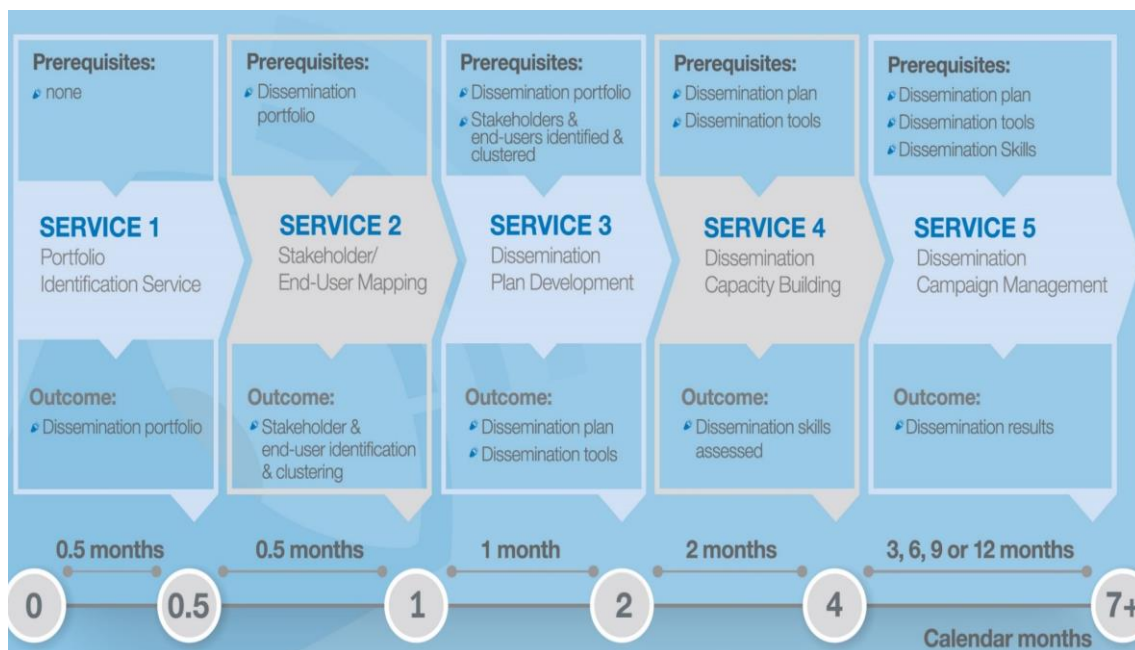 Prerequisites:
none
SERVICE 1
Portfolio
Identification Service
Outcome:
Dissemination portfolio
Prerequisites:
Dissemination
portfolio
SERVICE 2
Stakeholder/
End-User Mapping
Outcome:
Stakeholder &
end-user identification
& clustering
Prerequisites:
Dissemination portfolio
Stakeholders &
end-users identified &
clustered
SERVICE 3
Dissemination
Plan Development
Outcome:
Dissemination plan
Dissemination tools
Prerequisites:
Dissemination plan
Dissemination tools
SERVICE 4
Dissemination
Capacity Building
Outcome:
Dissemination skills
assessed
Prerequisites:
Dissemination plan
Dissemination tools
Dissemination Skills
SERVICE 5
Dissemination
Campaign Management
Outcome:
Dissemination results
0.5 months
0.5 months
1 month
2 months
3, 6, 9 or 12 months
0
0.5
1
2
4
7+
Calendar months